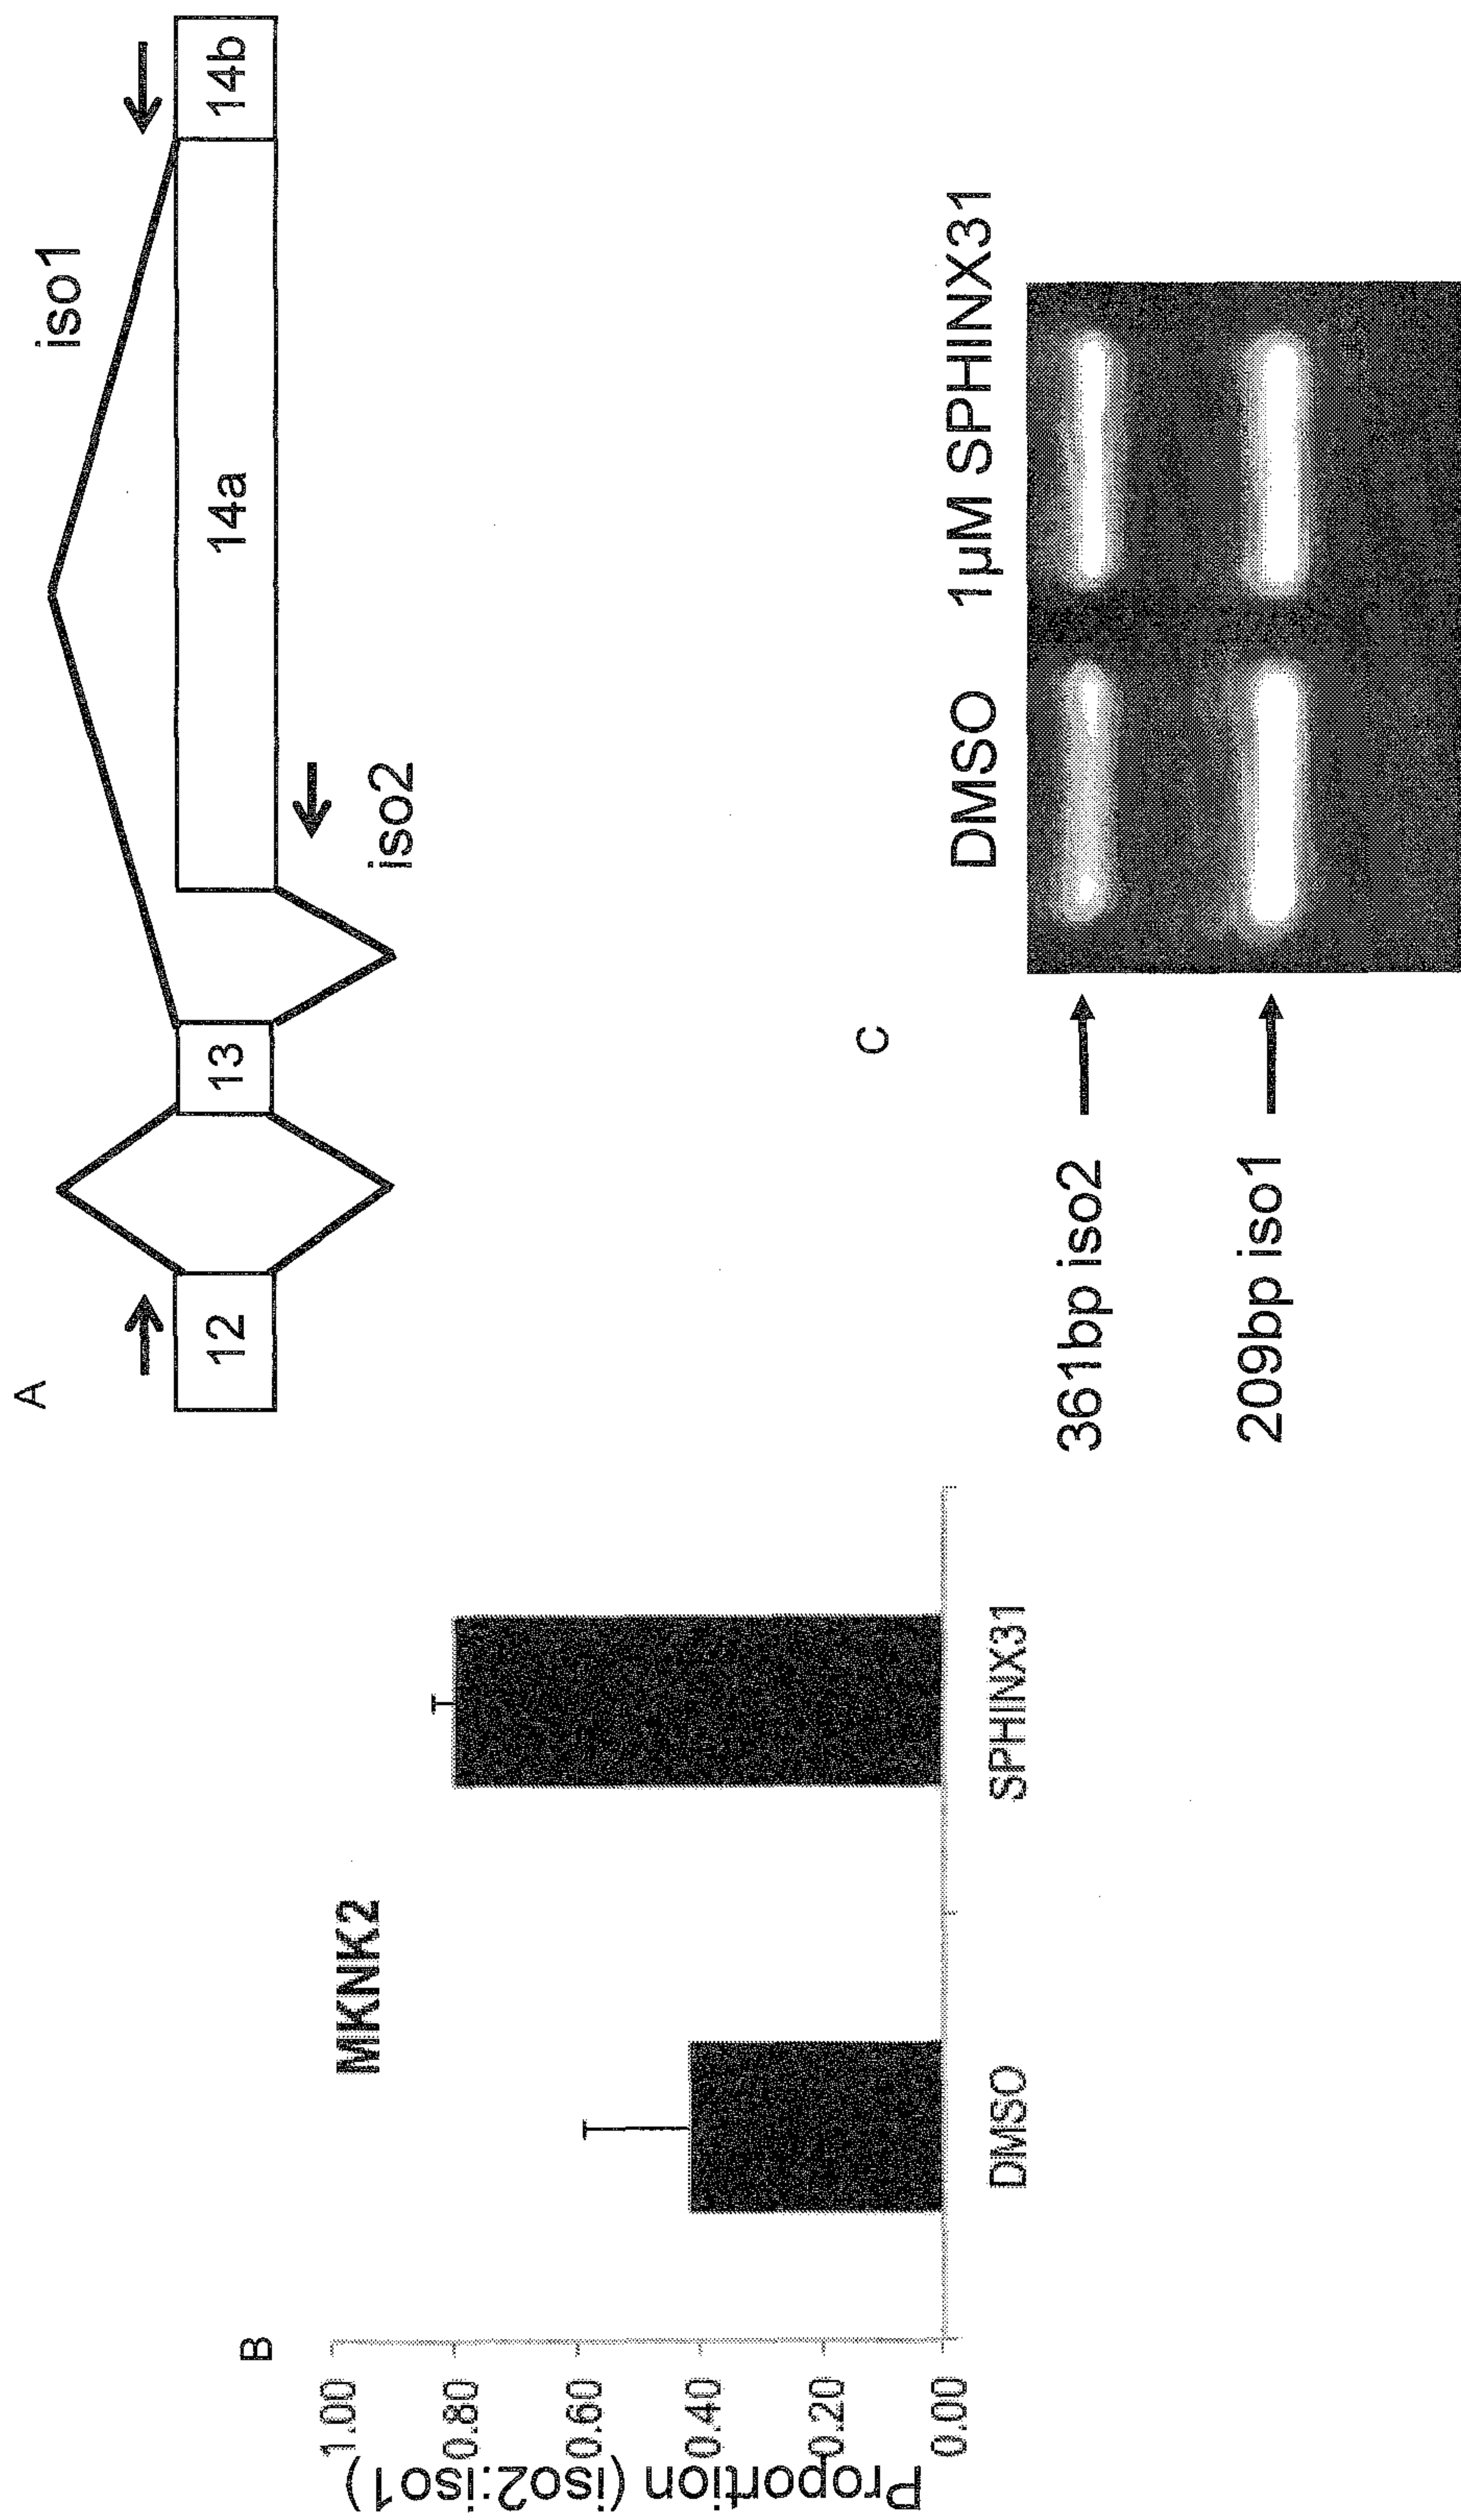 A
iso1
12
13
14a
14b
iso2
B
MKNK2
Proportion (iso2:iso1)
1.00
0.80
0.60
0.40
0.20
0.00
DMSO
SPHINX31
C
DMSO
1µM SPHINX31
361bp iso2
209bp iso1